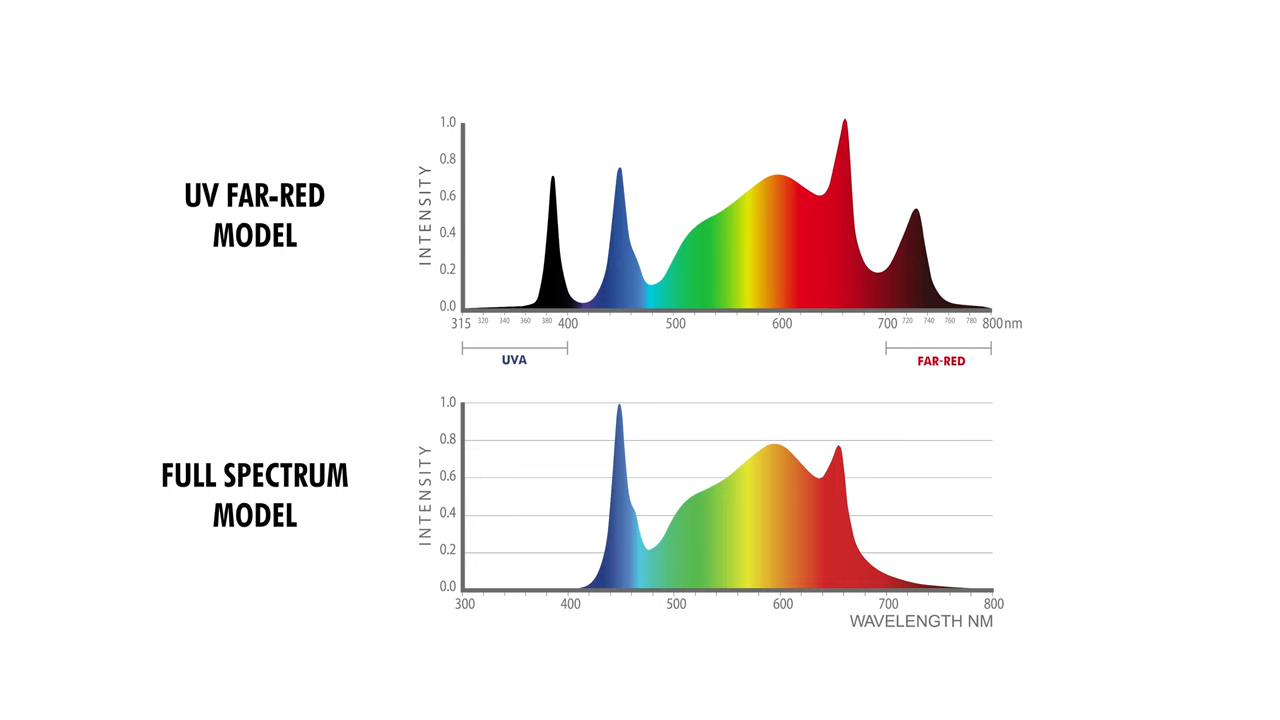 UV FAR-RED
MODEL
INTENSITY
1.0
0.8
0.6
0.4
0.2
0.0
315 320 340 360 380 400 500 600 700 720 740 760 780 800nm
UVA
FAR-RED
FULL SPECTRUM
MODEL
INTENSITY
1.0
0.8
0.6
0.4
0.2
0.0
300 400 500 600 700 800
WAVELENGTH NM